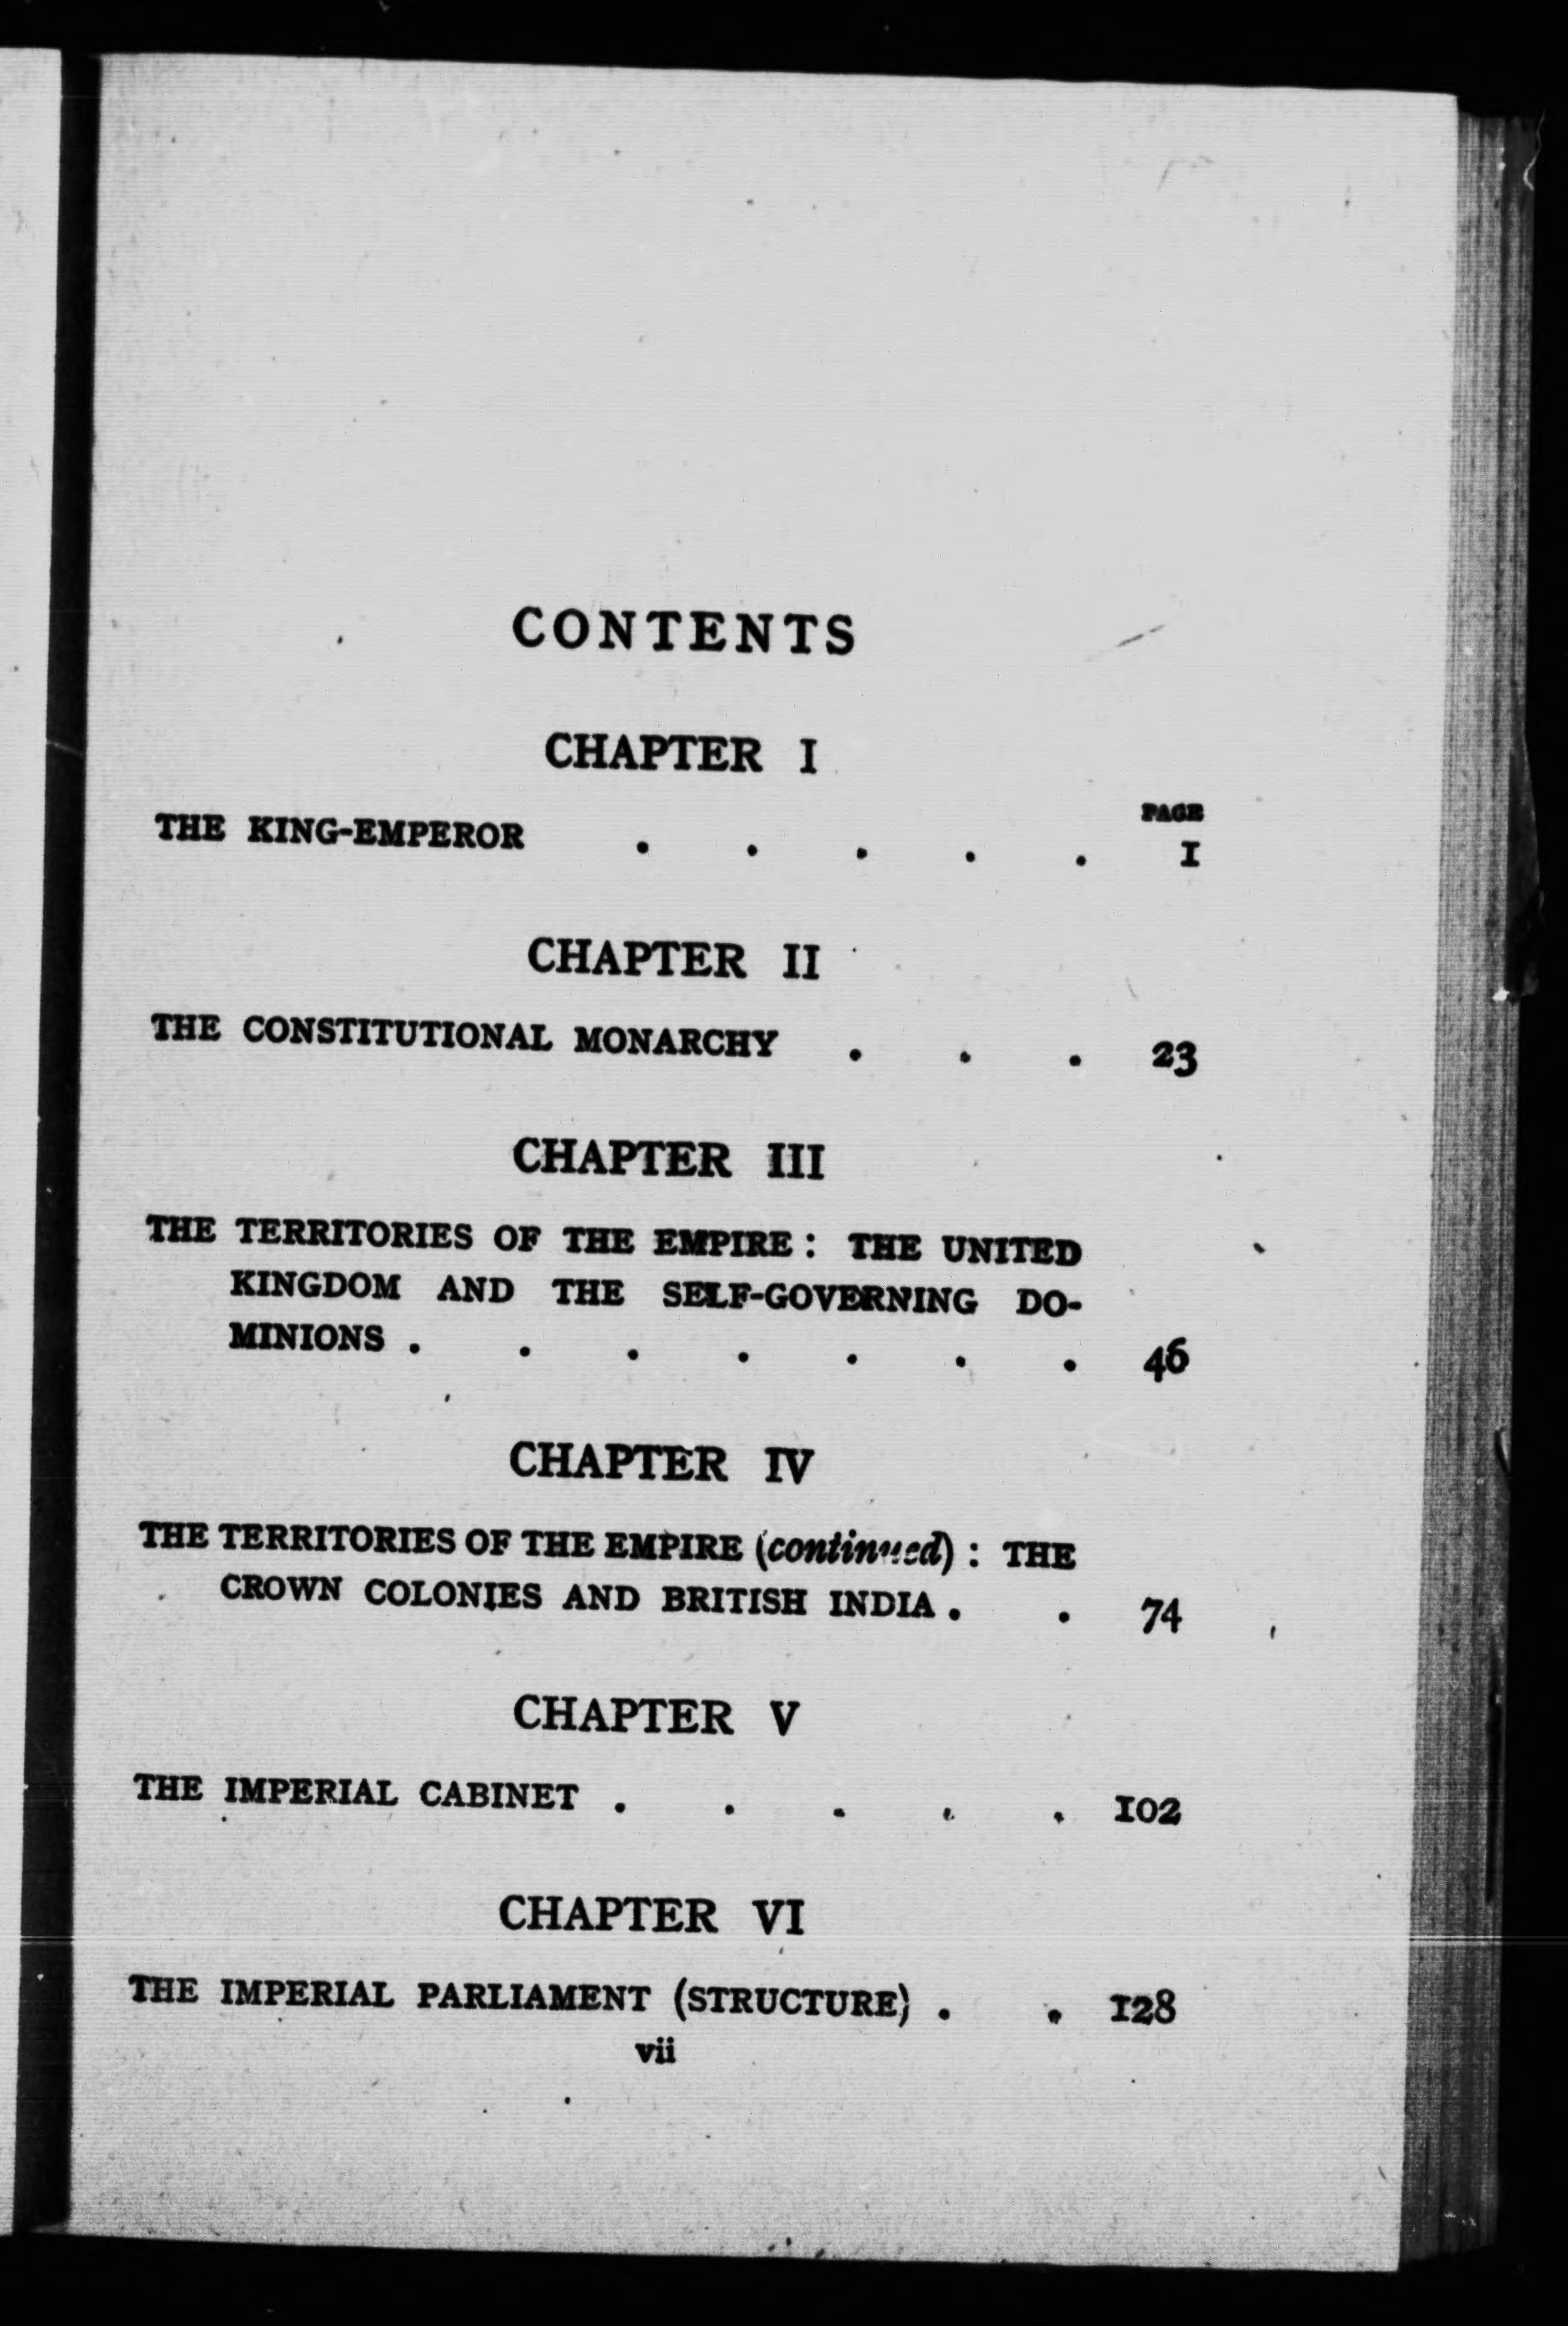 CONTENTS
CHAPTER I
PAGE
THE KING-EMPEROR . . . . . 1
CHAPTER II
THE CONSTITUTIONAL MONARCHY . . . 23
CHAPTER III
THE TERRITORIES OF THE EMPIRE: THE UNITED
KINGDOM AND THE SELF-GOVERNING DO-
MINIONS . . . . . . . 46
CHAPTER IV
THE TERRITORIES OF THE EMPIRE (continued): THE
CROWN COLONIES AND BRITISH INDIA . . 74
CHAPTER V
THE IMPERIAL CABINET . . . . . 102
CHAPTER VI
THE IMPERIAL PARLIAMENT (STRUCTURE) . . 128
vii